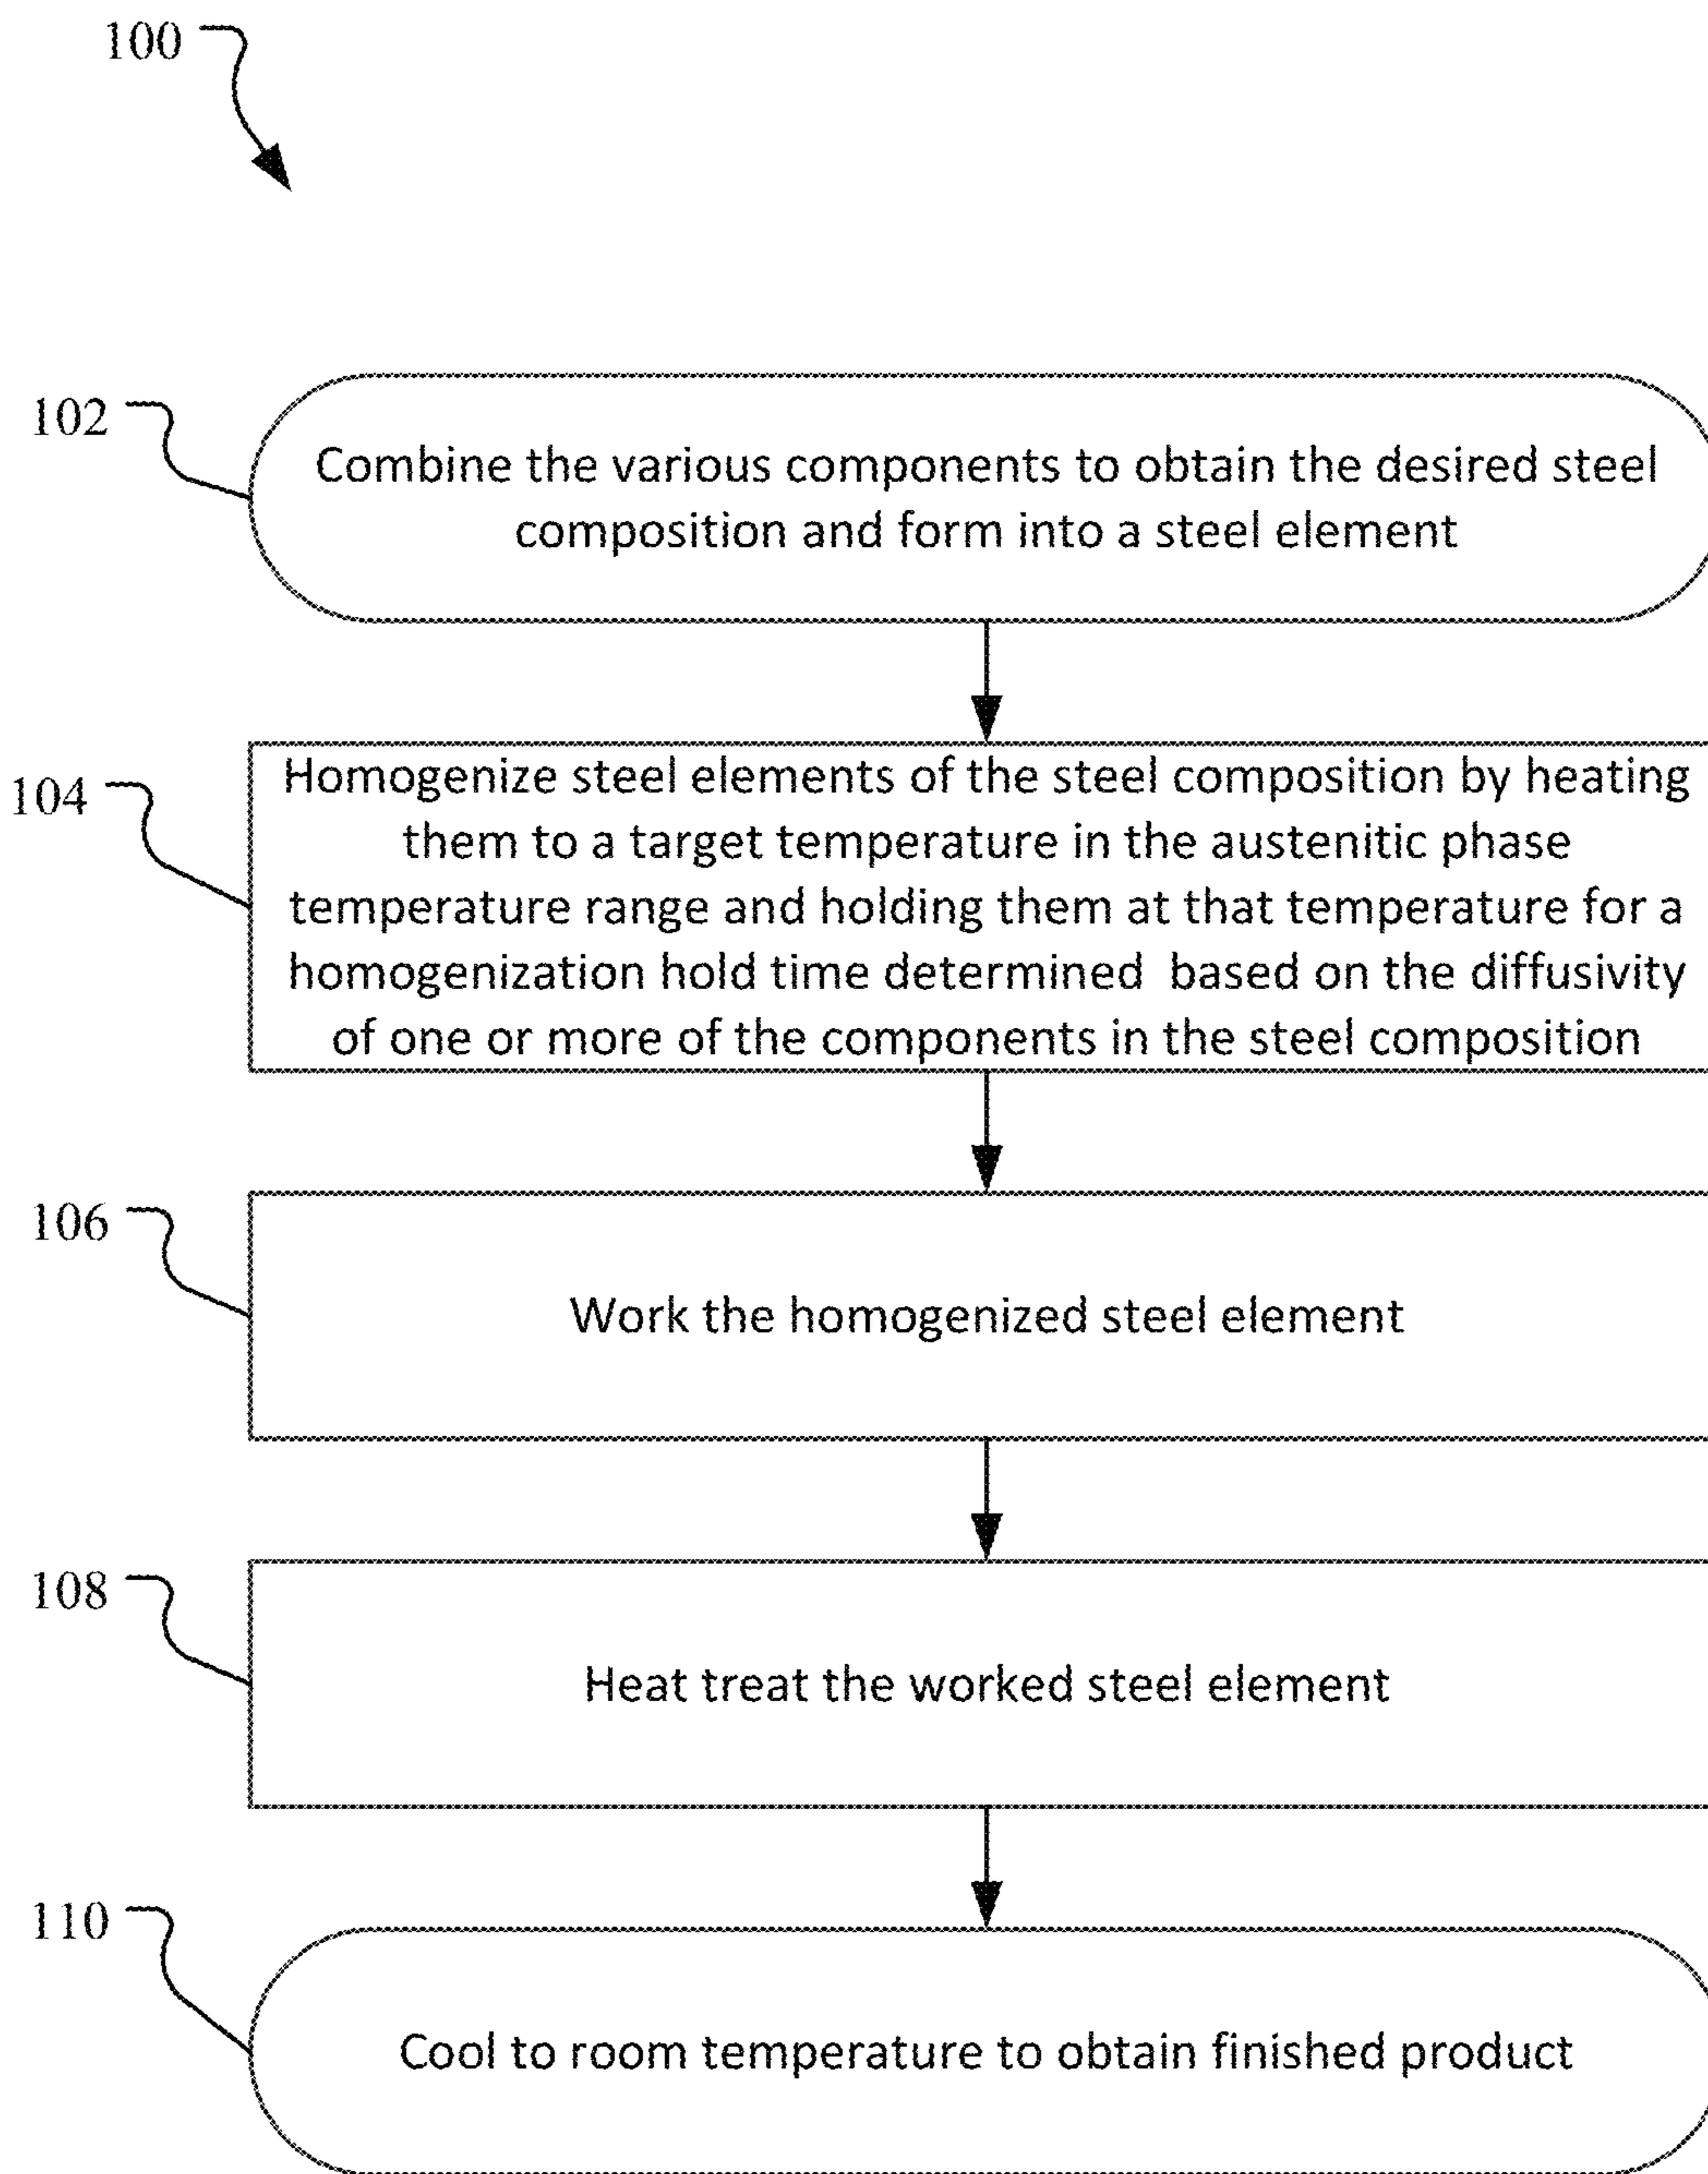 100
102
Combine the various components to obtain the desired steel
composition and form into a steel element
104
Homogenize steel elements of the steel composition by heating
them to a target temperature in the austenitic phase
temperature range and holding them at that temperature for a
homogenization hold time determined based on the diffusivity
of one or more of the components in the steel composition
106
Work the homogenized steel element
108
Heat treat the worked steel element
110
Cool to room temperature to obtain finished product